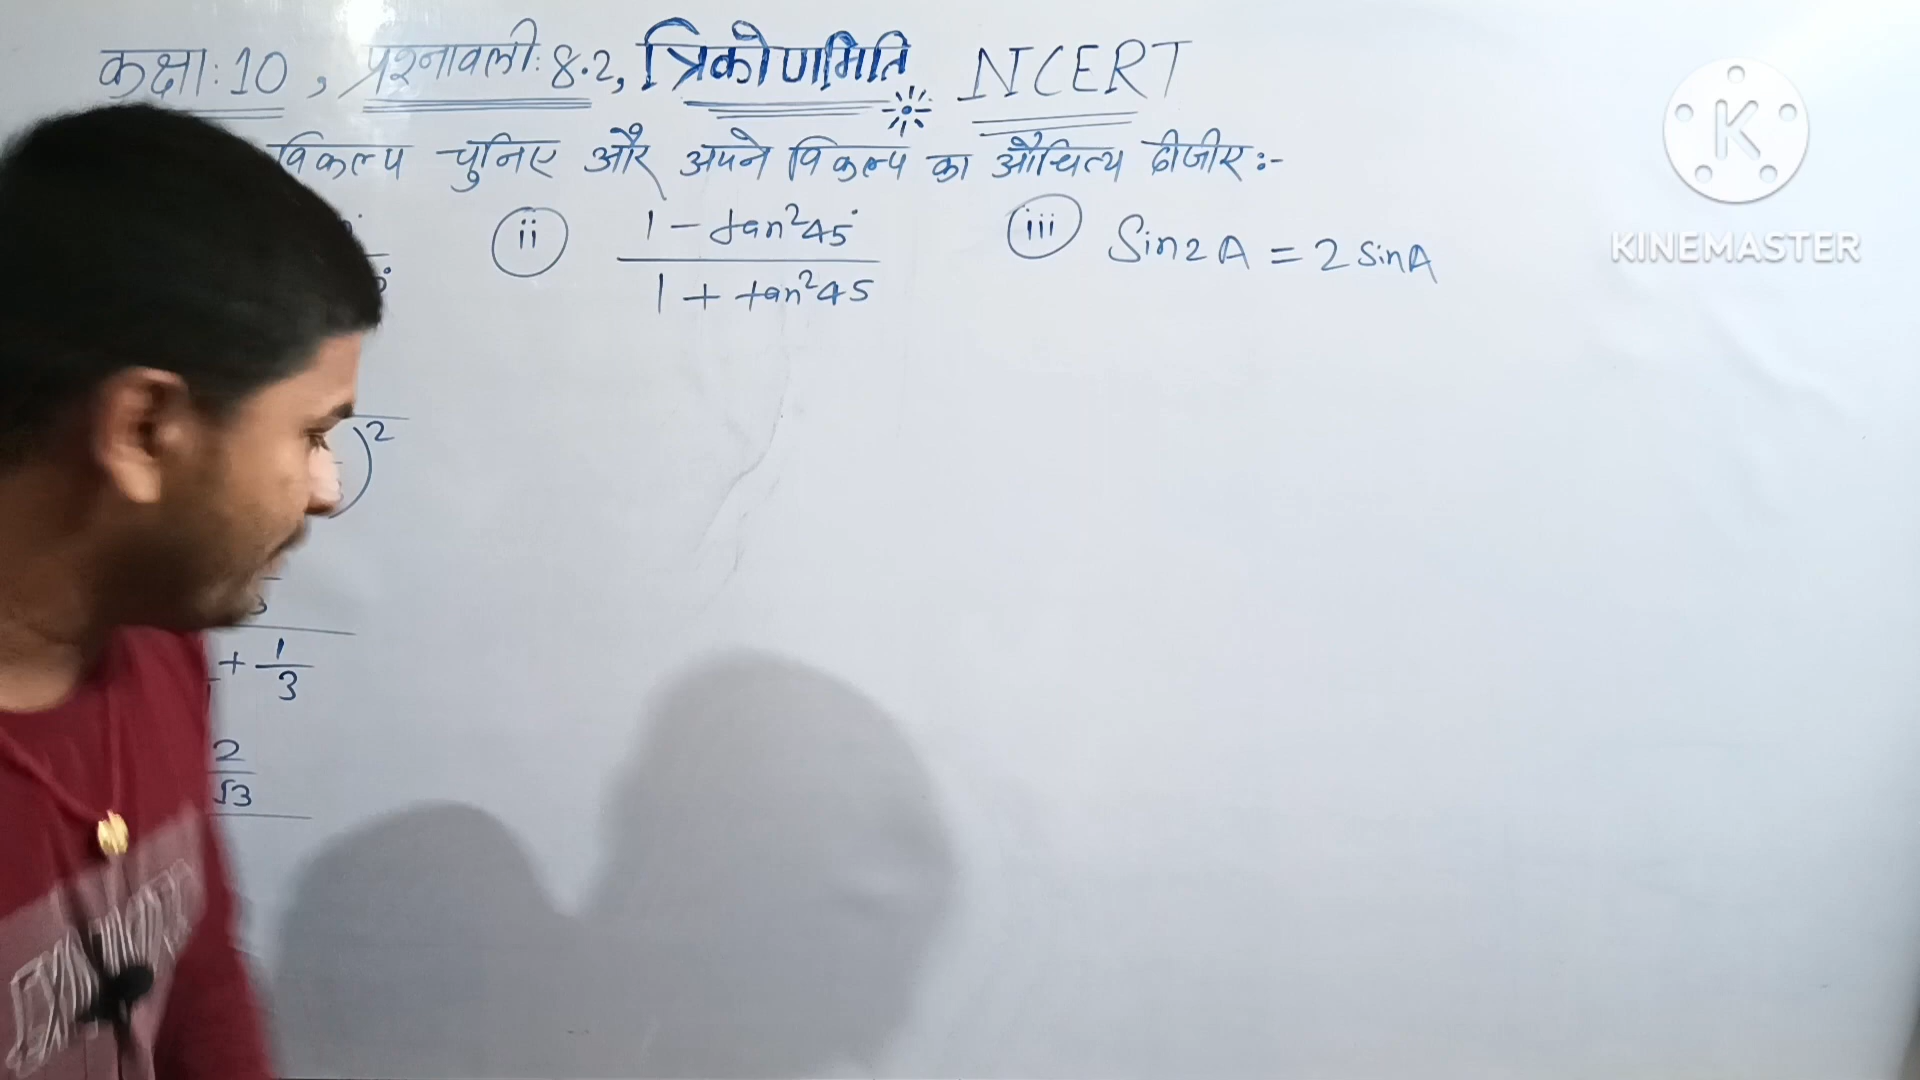 कक्षा: 10, प्रश्नावली: 8.2, त्रिकोणमिति NCERT
विकल्प चुनिए और अपने विकल्प का औचित्य दीजीए :-
ii 1 - tan²45° / 1 + tan²45
iii Sin2A = 2 SinA
)²
+ 1/3
2/√3
K
KINEMASTER